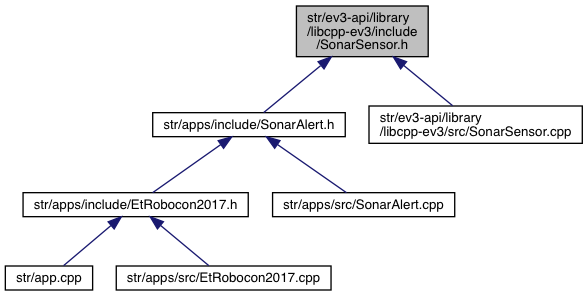 str/ev3-api/library
/libcpp-ev3/include
/SonarSensor.h
str/apps/include/SonarAlert.h
str/ev3-api/library
/libcpp-ev3/src/SonarSensor.cpp
str/apps/include/EtRobocon2017.h
str/apps/src/SonarAlert.cpp
str/app.cpp
str/apps/src/EtRobocon2017.cpp